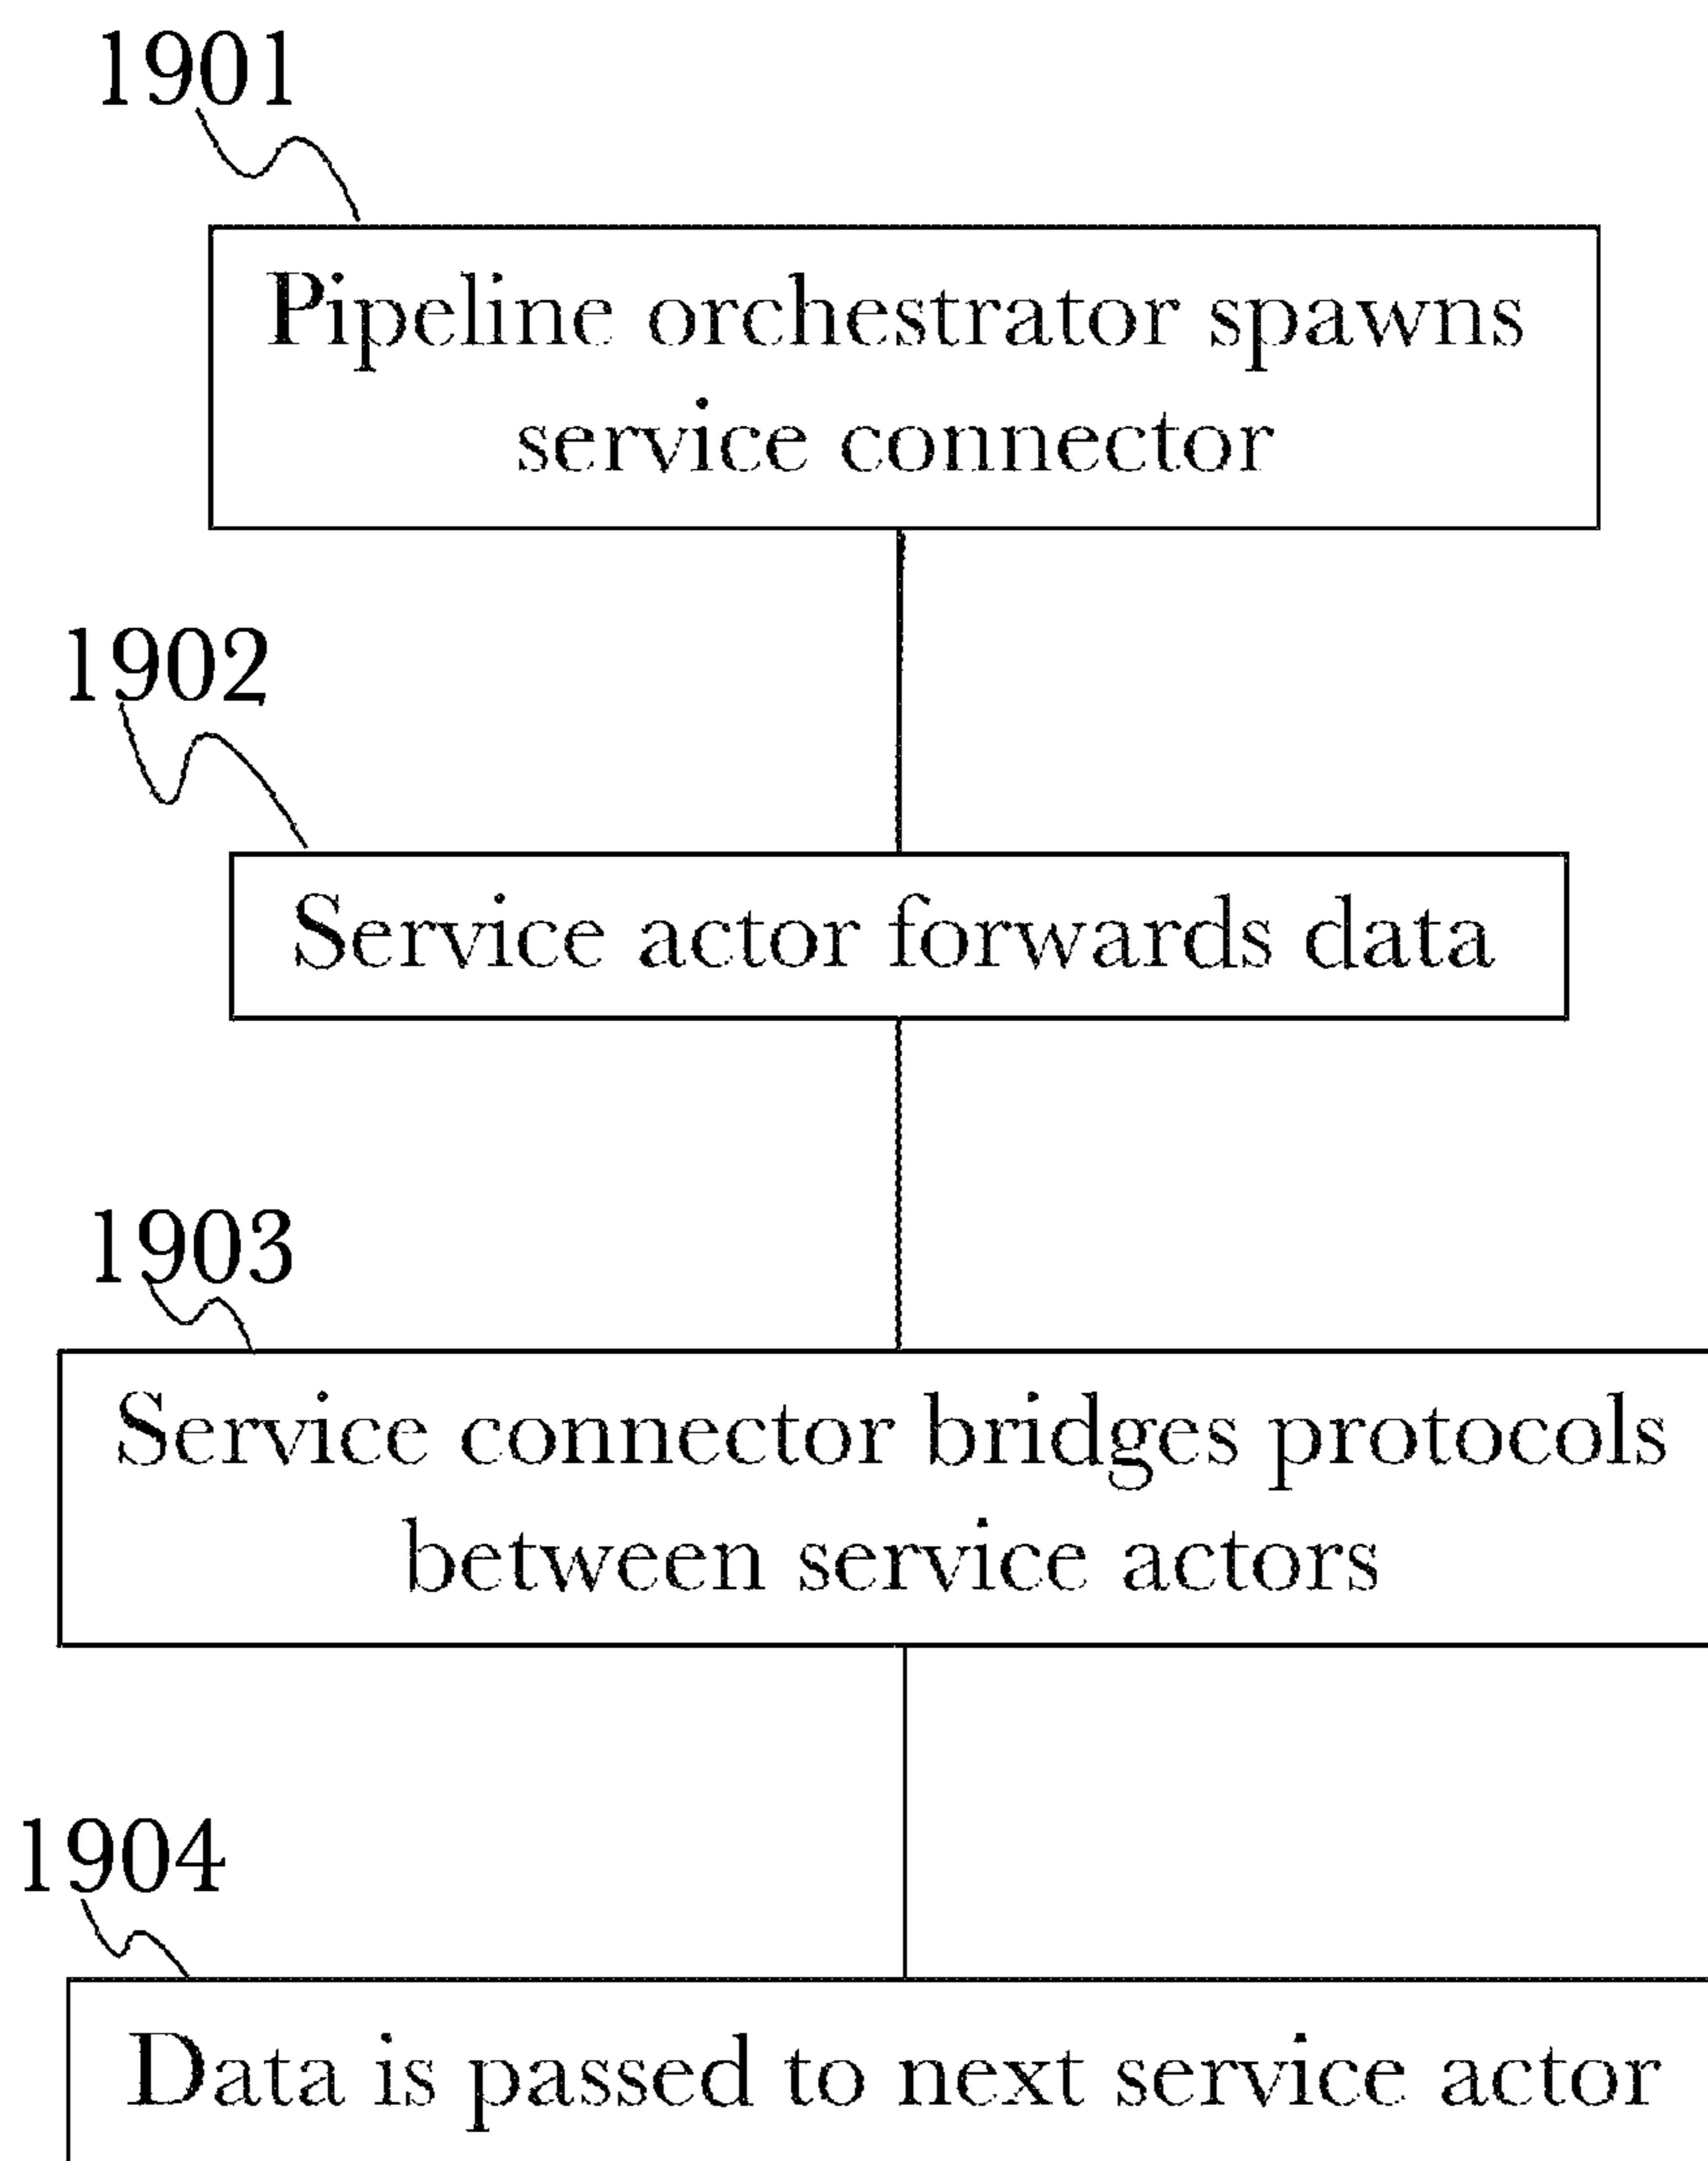 1901
Pipeline orchestrator spawns
service connector
1902
Service actor forwards data
1903
Service connector bridges protocols
between service actors
1904
Data is passed to next service actor